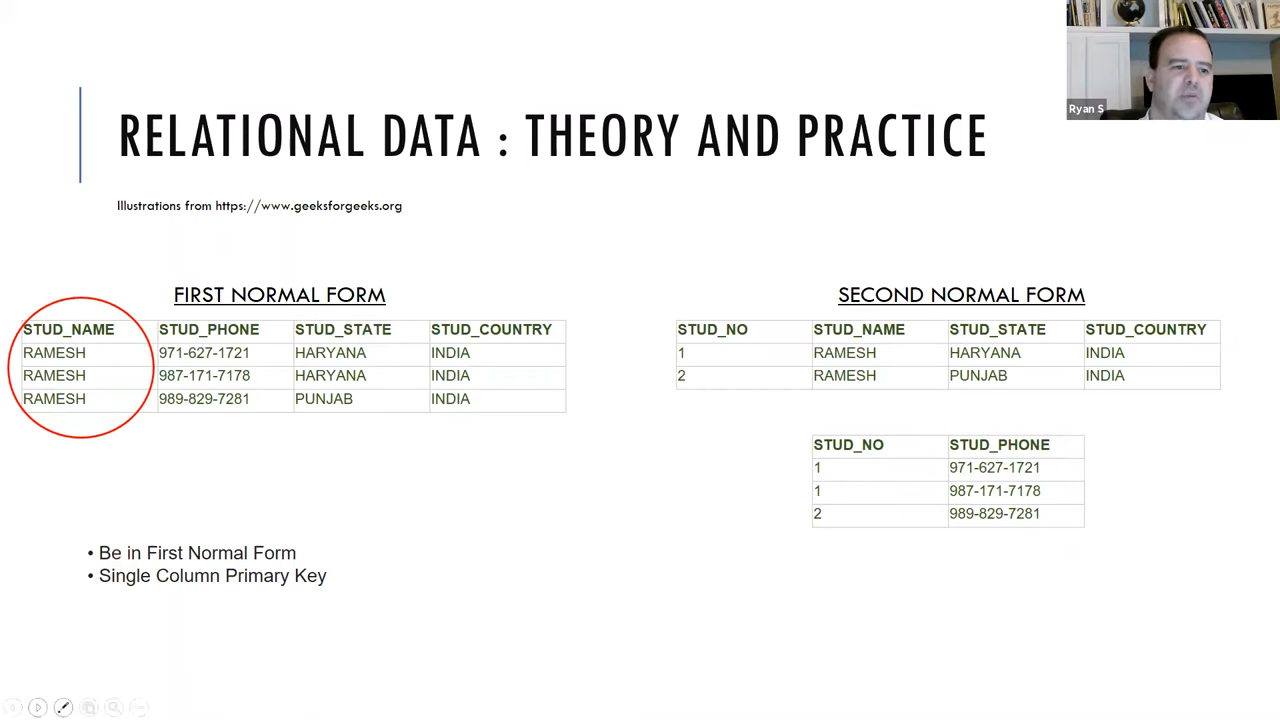 Ryan S
RELATIONAL DATA : THEORY AND PRACTICE
Illustrations from https://www.geeksforgeeks.org
FIRST NORMAL FORM
STUD_NAME STUD_PHONE STUD_STATE STUD_COUNTRY
RAMESH 971-627-1721 HARYANA INDIA
RAMESH 987-171-7178 HARYANA INDIA
RAMESH 989-829-7281 PUNJAB INDIA
SECOND NORMAL FORM
STUD_NO STUD_NAME STUD_STATE STUD_COUNTRY
1 RAMESH HARYANA INDIA
2 RAMESH PUNJAB INDIA
STUD_NO STUD_PHONE
1 971-627-1721
1 987-171-7178
2 989-829-7281
• Be in First Normal Form
• Single Column Primary Key